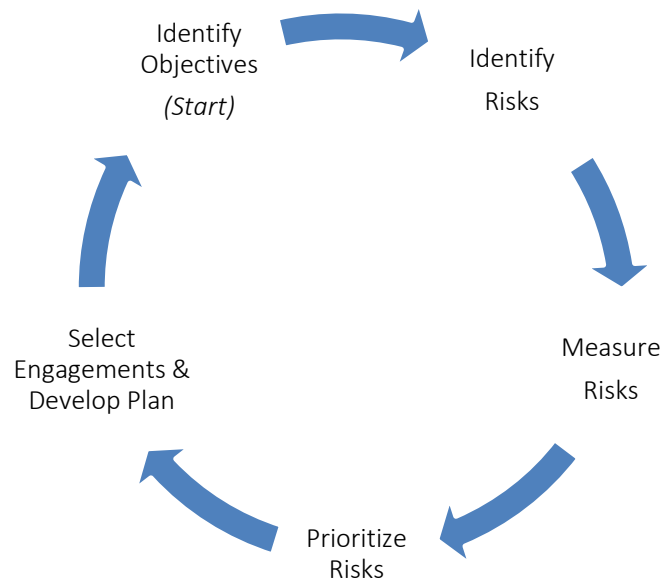 Identify
Objectives
(Start)
Identify
Risks
Measure
Risks
Prioritize
Risks
Select
Engagements &
Develop Plan